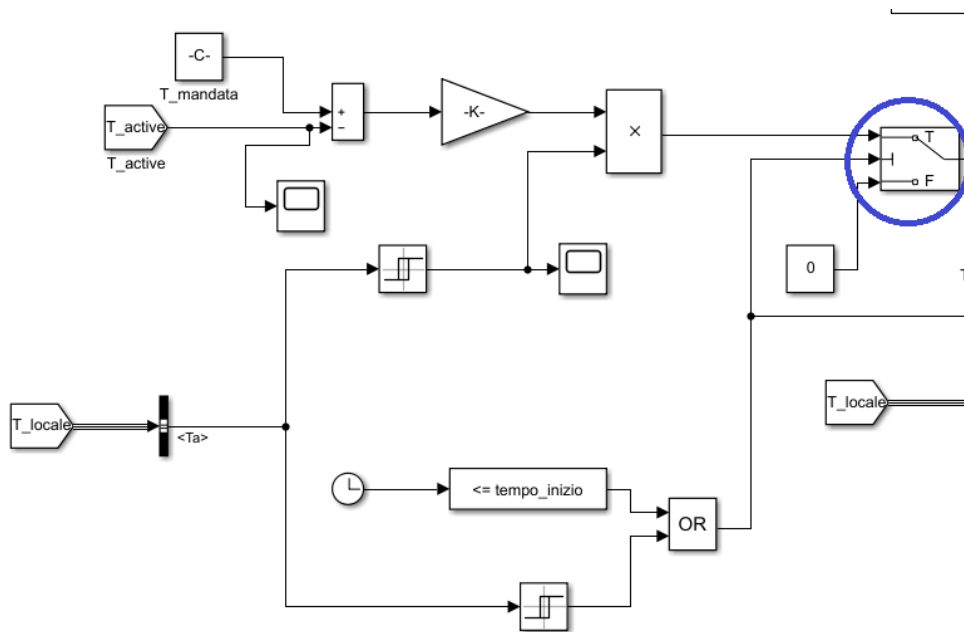 -C-
T_mandata
T_active
T_active
+
−
-K-
×
T
F
0
T_locale
<Ta>
T_locale
<= tempo_inizio
OR